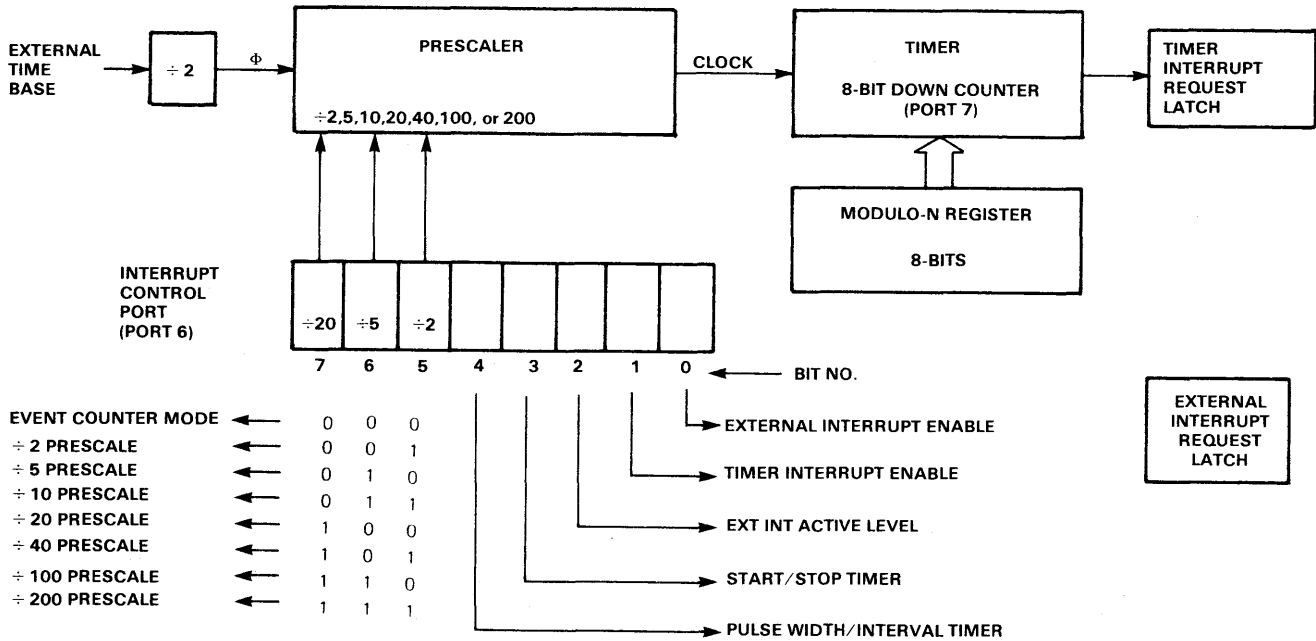 EXTERNAL
TIME
BASE
÷2
Φ
PRESCALER
÷2,5,10,20,40,100, or 200
CLOCK
TIMER
8-BIT DOWN COUNTER
(PORT 7)
TIMER
INTERRUPT
REQUEST
LATCH
MODULO-N REGISTER
8-BITS
INTERRUPT
CONTROL
PORT
(PORT 6)
÷20 ÷5 ÷2
7 6 5 4 3 2 1 0
BIT NO.
EVENT COUNTER MODE 0 0 0
÷2 PRESCALE 0 0 1
÷5 PRESCALE 0 1 0
÷10 PRESCALE 0 1 1
÷20 PRESCALE 1 0 0
÷40 PRESCALE 1 0 1
÷100 PRESCALE 1 1 0
÷200 PRESCALE 1 1 1
EXTERNAL INTERRUPT ENABLE
TIMER INTERRUPT ENABLE
EXT INT ACTIVE LEVEL
START/STOP TIMER
PULSE WIDTH/INTERVAL TIMER
EXTERNAL
INTERRUPT
REQUEST
LATCH